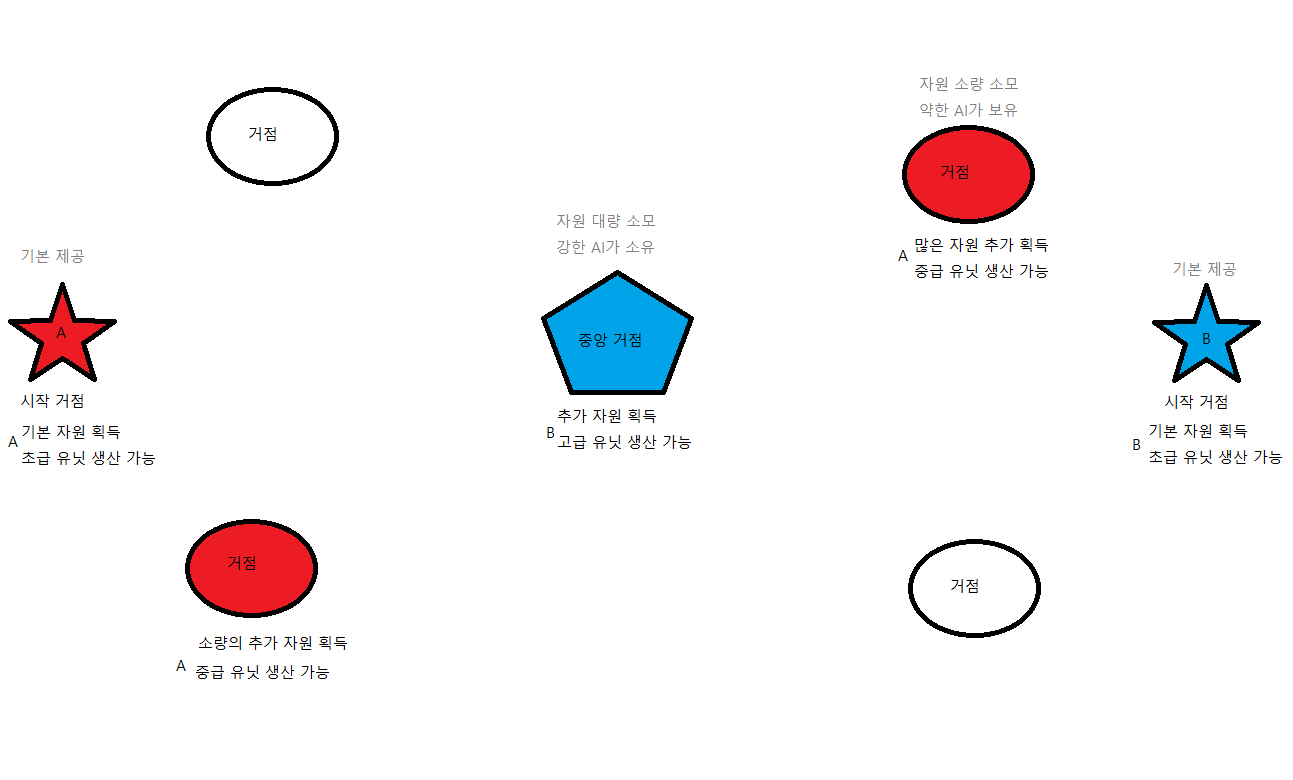 거점
자원 소량 소모
약한 AI가 보유
거점
A
많은 자원 추가 획득
중급 유닛 생산 가능
기본 제공
A
시작 거점
A
기본 자원 획득
초급 유닛 생산 가능
자원 대량 소모
강한 AI가 소유
중앙 거점
B
추가 자원 획득
고급 유닛 생산 가능
기본 제공
B
시작 거점
B
기본 자원 획득
초급 유닛 생산 가능
거점
A
소량의 추가 자원 획득
중급 유닛 생산 가능
거점